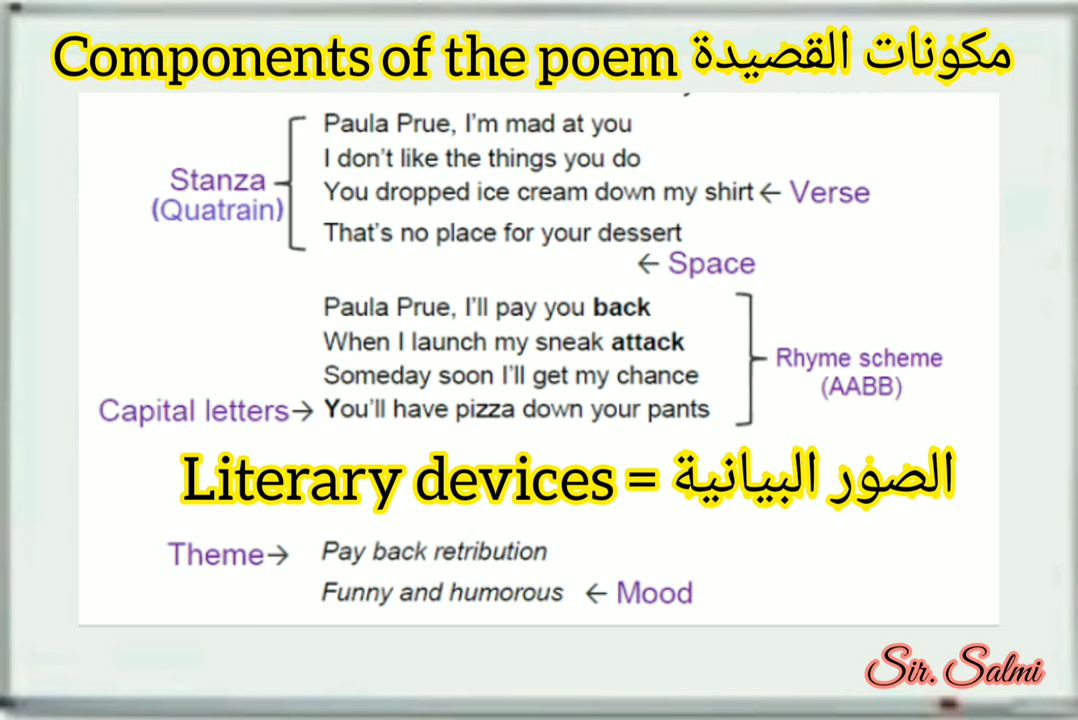 Components of the poem مكونات القصيدة
Paula Prue, I'm mad at you
I don't like the things you do
Stanza
(Quatrain)
You dropped ice cream down my shirt ← Verse
That's no place for your dessert
← Space
Paula Prue, I'll pay you back
When I launch my sneak attack
Someday soon I'll get my chance
Rhyme scheme
(AABB)
Capital letters→ You'll have pizza down your pants
Literary devices = الصور البيانية
Theme→ Pay back retribution
Funny and humorous ← Mood
Sir. Salmi